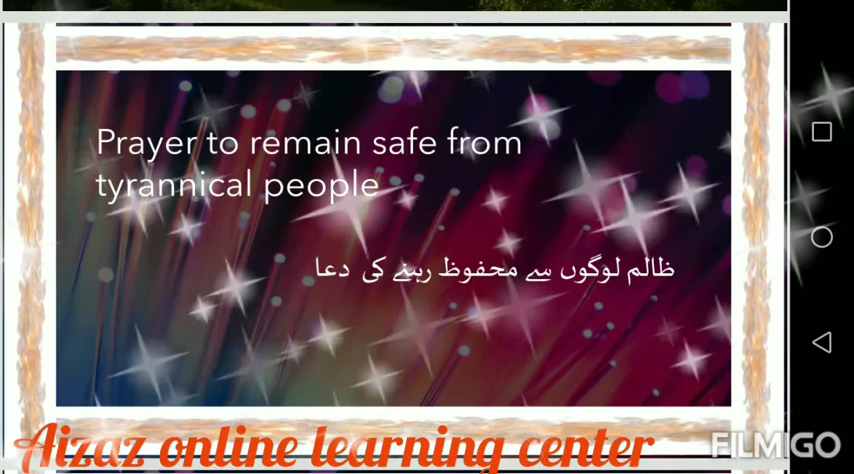 Prayer to remain safe from
tyrannical people
ظالم لوگوں سے محفوظ رہنے کی دعا
Aizaz online learning center
FILMIGO